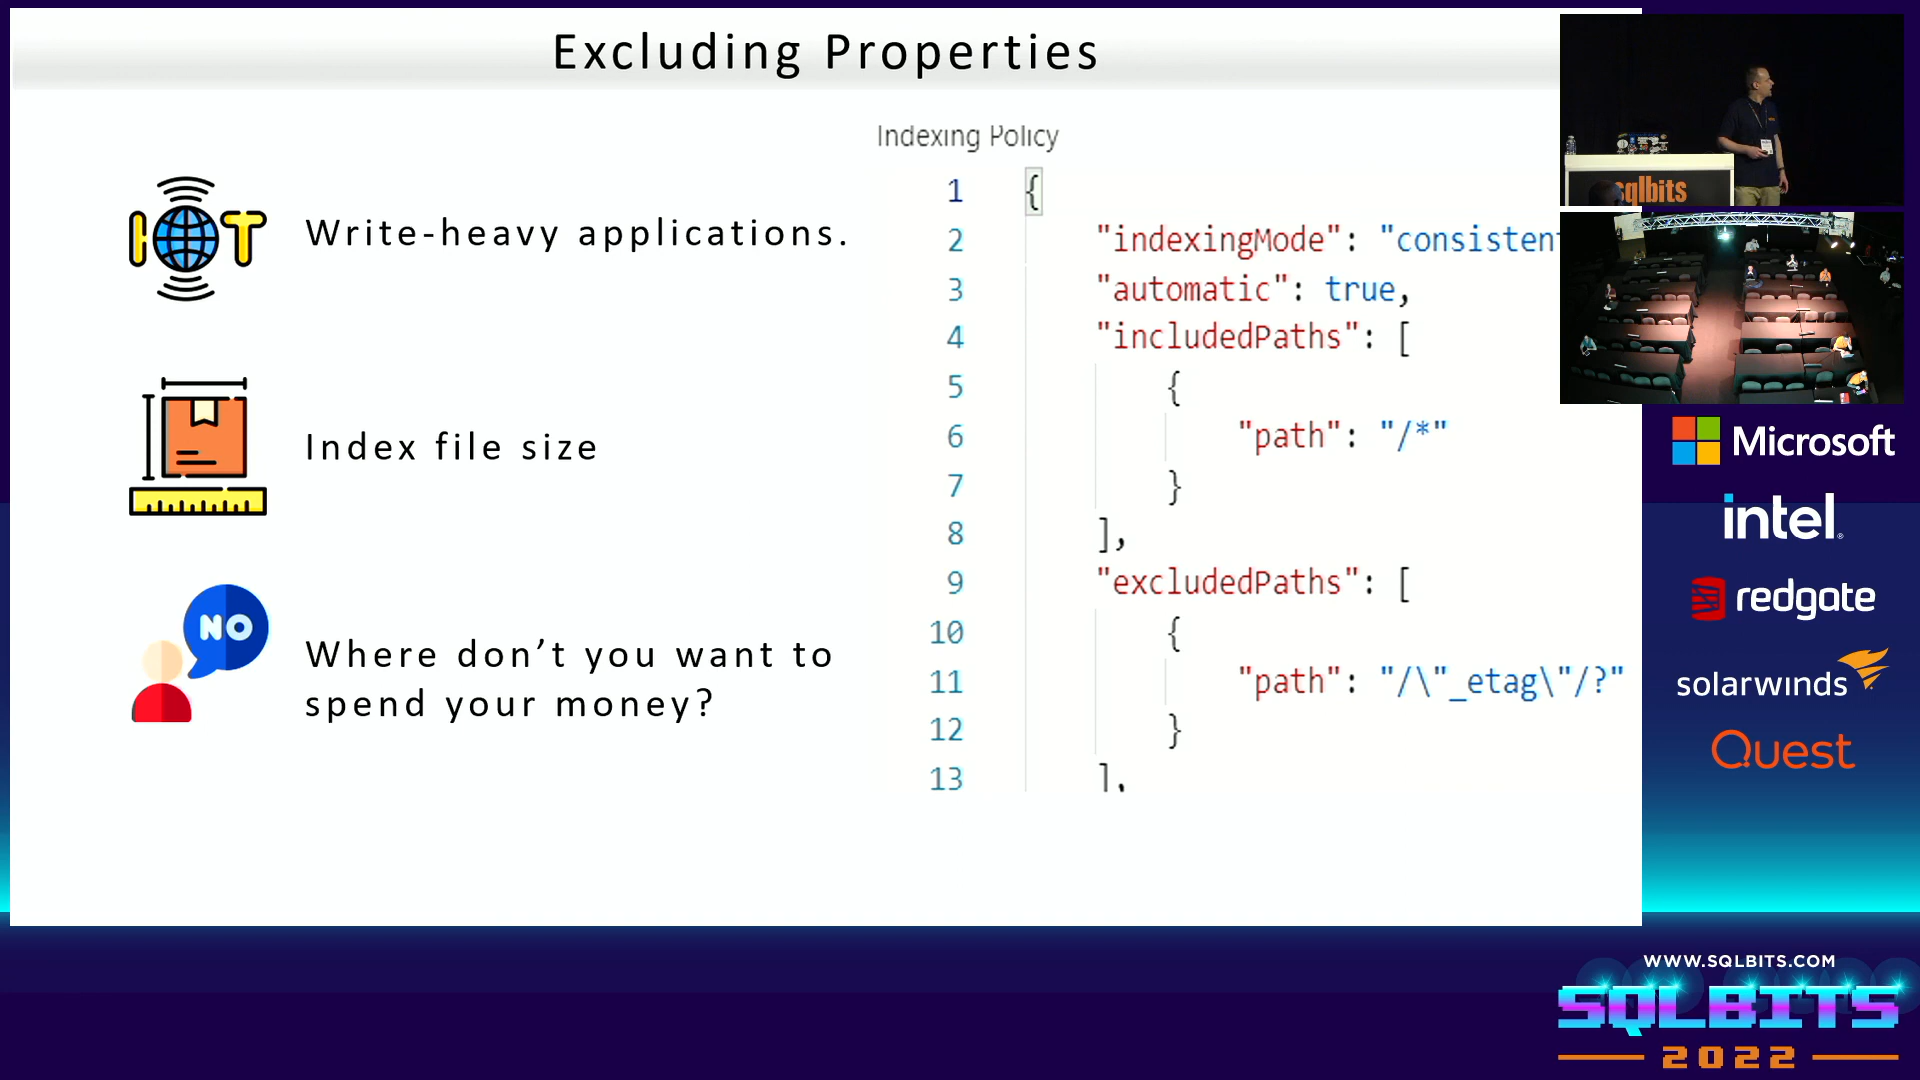 Excluding Properties
IOT
Write-heavy applications.
Index file size
NO
Where don’t you want to
spend your money?
Indexing Policy
1 {
2 "indexingMode": "consisten
3 "automatic": true,
4 "includedPaths": [
5 {
6 "path": "/*"
7 }
8 ],
9 "excludedPaths": [
10 {
11 "path": "/\"_etag\"/?"
12 }
13 ],
sqlbits
Microsoft
intel.
redgate
solarwinds
Quest
WWW.SQLBITS.COM
SQLBITS
2022